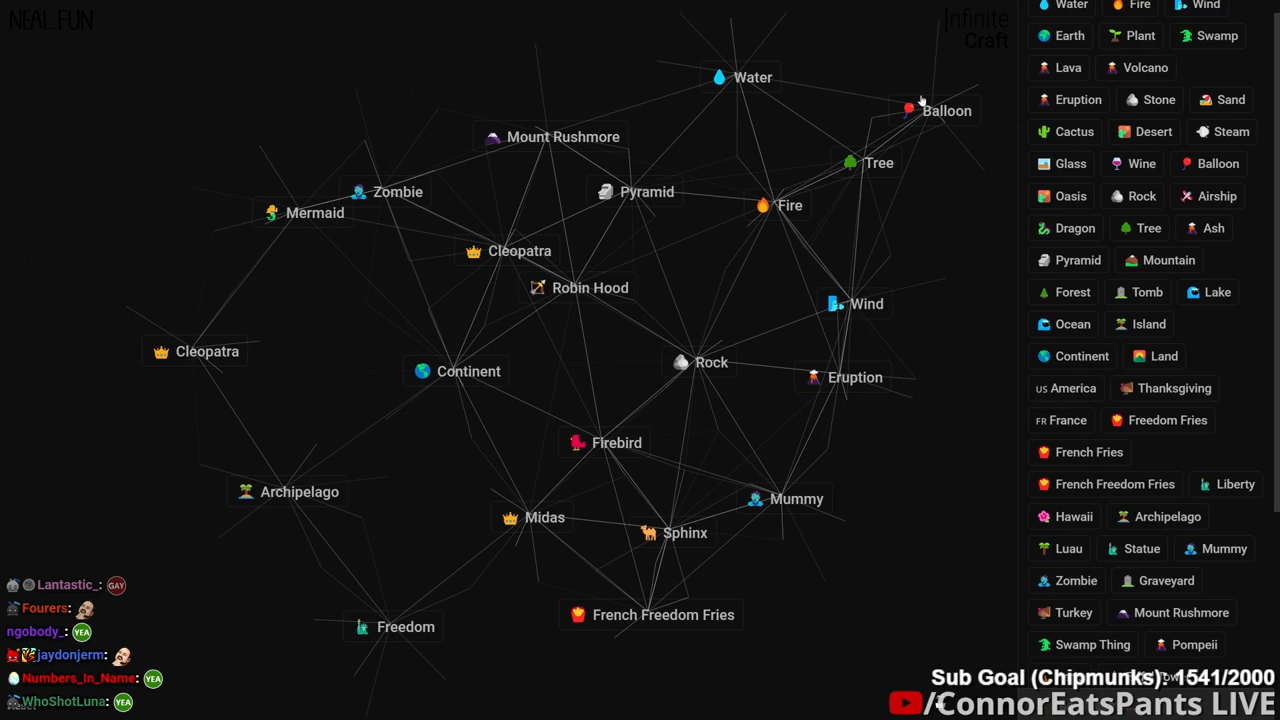 NEAL.FUN
Infinite
Craft
Water
Balloon
Mount Rushmore
Tree
Zombie
Pyramid
Mermaid
Fire
Cleopatra
Robin Hood
Wind
Cleopatra
Continent
Rock
Eruption
Firebird
Archipelago
Midas
Sphinx
Mummy
French Freedom Fries
Freedom
Water Fire Wind
Earth Plant Swamp
Lava Volcano
Eruption Stone Sand
Cactus Desert Steam
Glass Wine Balloon
Oasis Rock Airship
Dragon Tree Ash
Pyramid Mountain
Forest Tomb Lake
Ocean Island
Continent Land
US America Thanksgiving
FR France Freedom Fries
French Fries
French Freedom Fries Liberty
Hawaii Archipelago
Luau Statue Mummy
Zombie Graveyard
Turkey Mount Rushmore
Swamp Thing Pompeii
Lantastic_: GAY
Fourers:
ngobody_: YEA
jaydonjerm:
Numbers_In_Name: YEA
WhoShotLuna: YEA
Reset
Sub Goal (Chipmunks): 1541/2000
/ConnorEatsPants LIVE